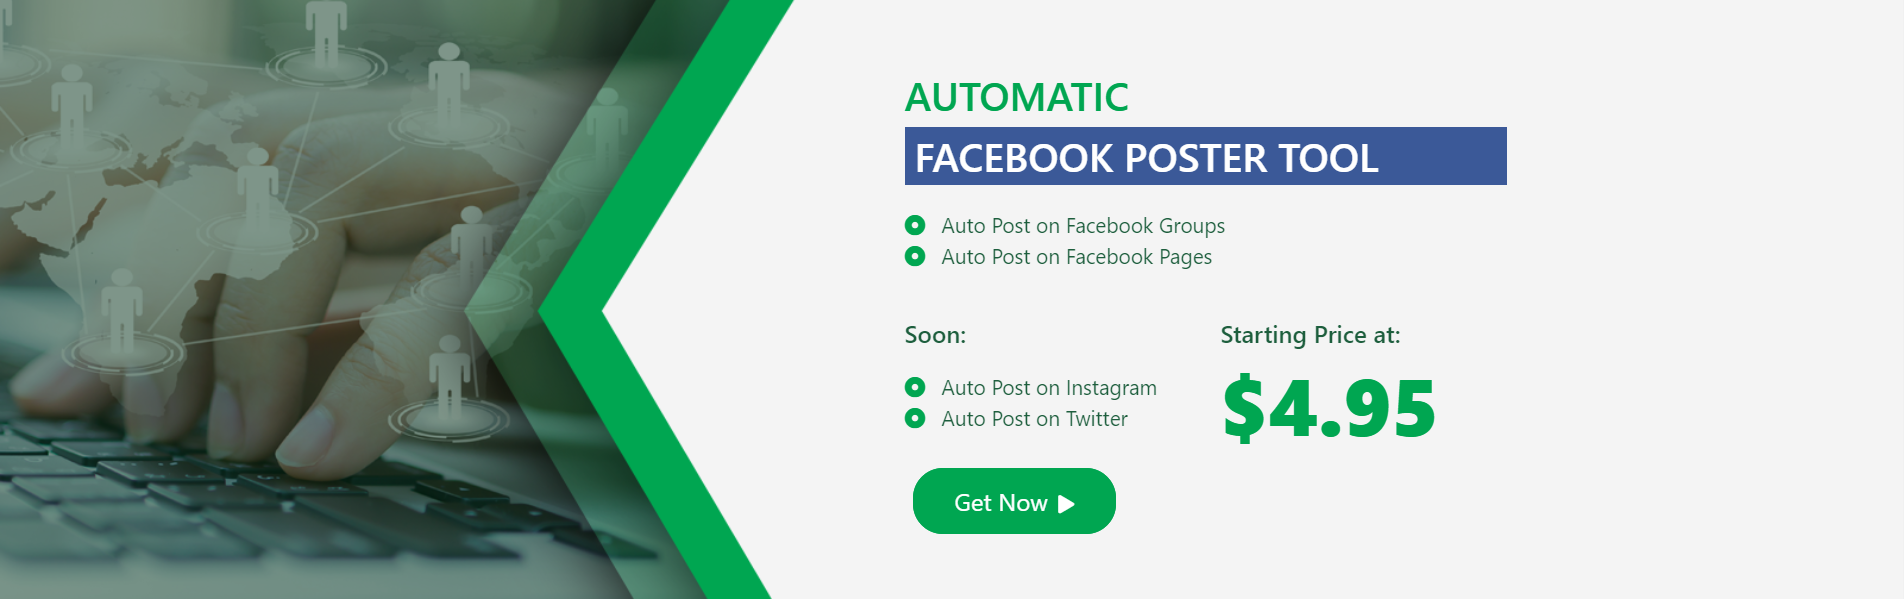 AUTOMATIC
FACEBOOK POSTER TOOL
Auto Post on Facebook Groups
Auto Post on Facebook Pages
Soon:
Auto Post on Instagram
Auto Post on Twitter
Starting Price at:
$4.95
Get Now